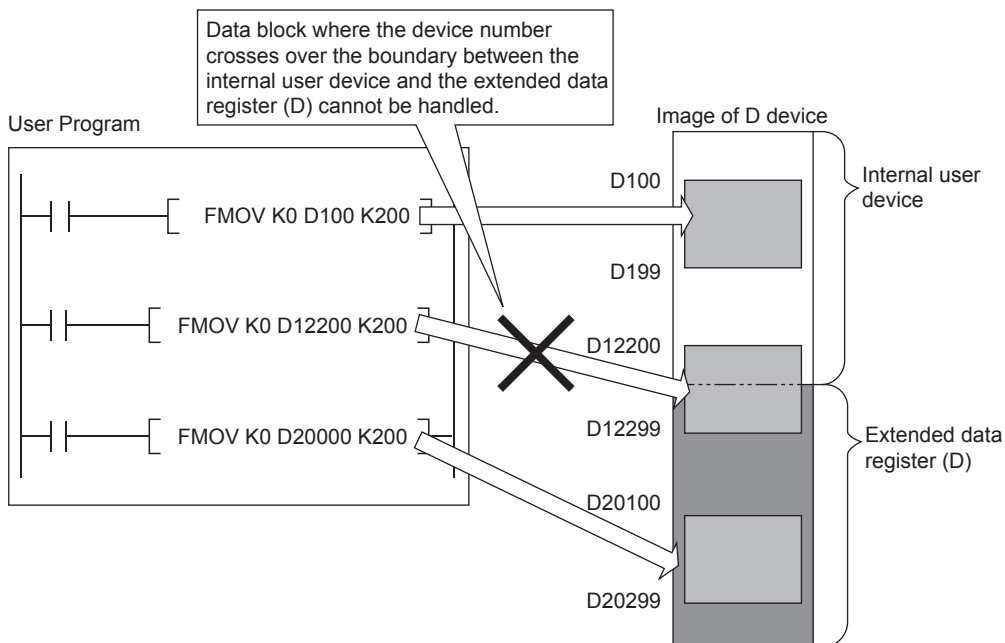 Data block where the device number
crosses over the boundary between the
internal user device and the extended data
register (D) cannot be handled.
User Program
Image of D device
FMOV K0 D100 K200
FMOV K0 D12200 K200
FMOV K0 D20000 K200
D100
D199
D12200
D12299
D20100
D20299
Internal user
device
Extended data
register (D)